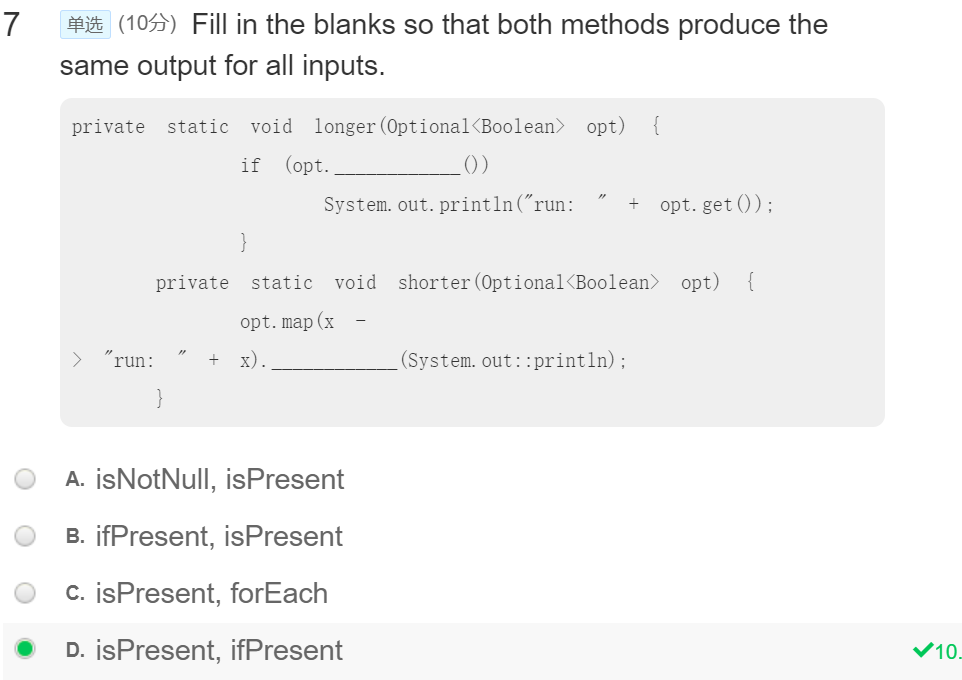 7 单选 (10分) Fill in the blanks so that both methods produce the
same output for all inputs.
private static void longer(Optional<Boolean> opt) {
if (opt.____________())
System.out.println("run: " + opt.get());
}
private static void shorter(Optional<Boolean> opt) {
opt.map(x -
> "run: " + x).____________(System.out::println);
}
A. isNotNull, isPresent
B. ifPresent, isPresent
C. isPresent, forEach
D. isPresent, ifPresent ✔10.